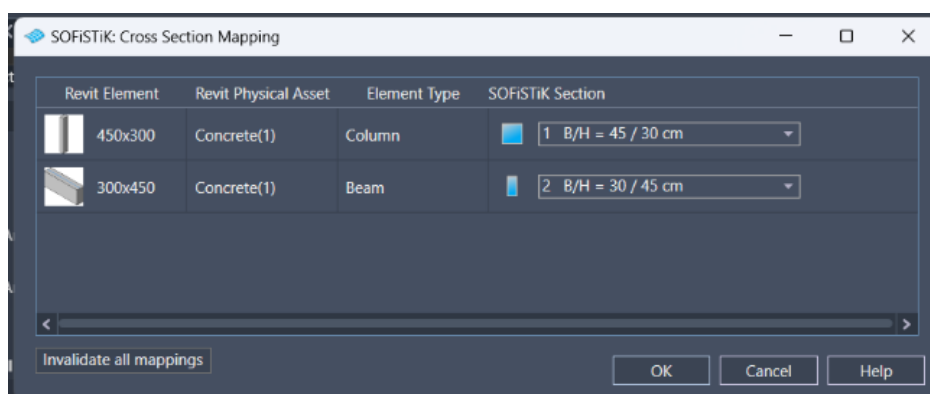 SOFiSTiK: Cross Section Mapping
Revit Element Revit Physical Asset Element Type SOFiSTiK Section
450x300 Concrete(1) Column 1 B/H = 45 / 30 cm
300x450 Concrete(1) Beam 2 B/H = 30 / 45 cm
Invalidate all mappings
OK Cancel Help